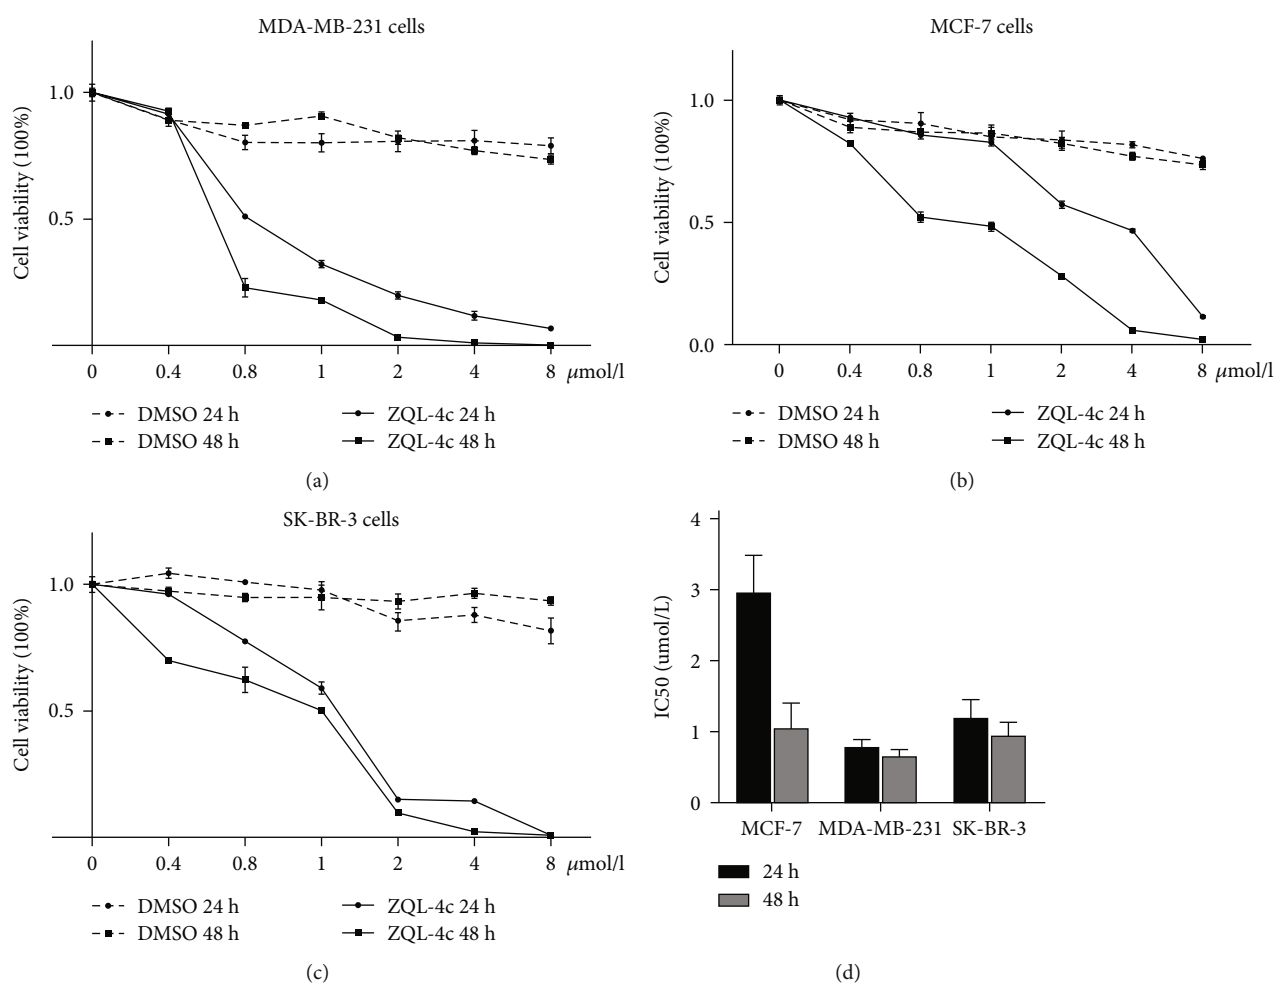 MDA-MB-231 cells
Cell viability (100%)
1.0
0.5
0 0.4 0.8 1 2 4 8 µmol/l
DMSO 24 h ZQL-4c 24 h
DMSO 48 h ZQL-4c 48 h
(a)
MCF-7 cells
Cell viability (100%)
1.0
0.5
0.0
0 0.4 0.8 1 2 4 8 µmol/l
DMSO 24 h ZQL-4c 24 h
DMSO 48 h ZQL-4c 48 h
(b)
SK-BR-3 cells
Cell viability (100%)
1.0
0.5
0 0.4 0.8 1 2 4 8 µmol/l
DMSO 24 h ZQL-4c 24 h
DMSO 48 h ZQL-4c 48 h
(c)
IC50 (umol/L)
4
3
2
1
0
MCF-7 MDA-MB-231 SK-BR-3
24 h
48 h
(d)